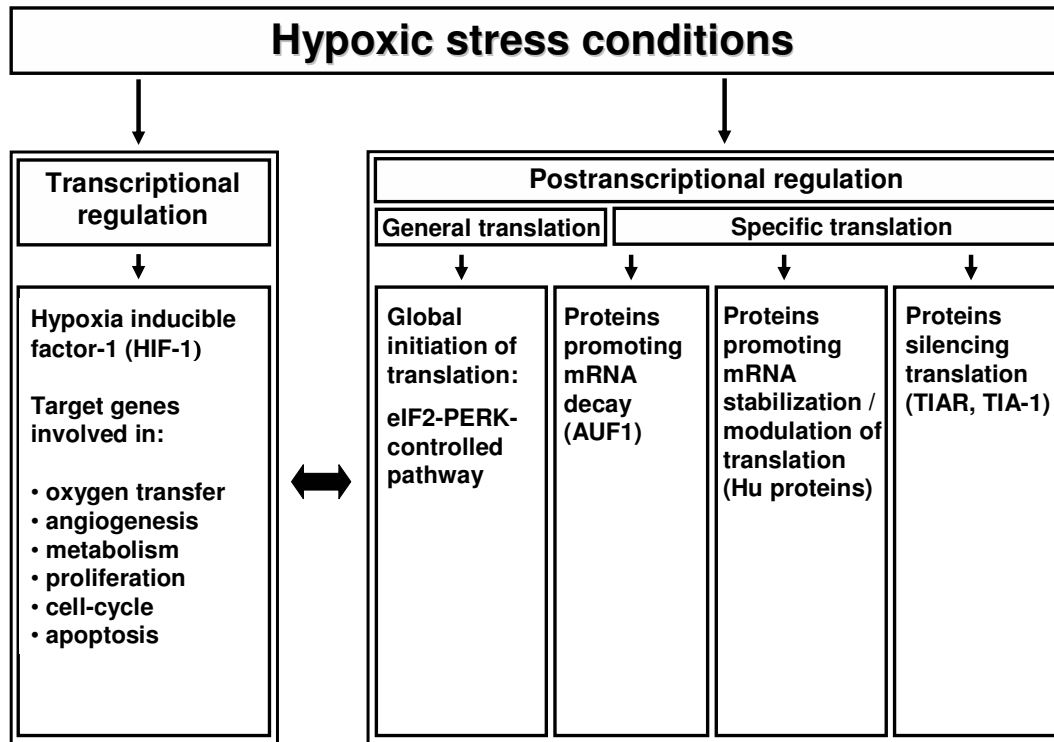 Hypoxic stress conditions
Transcriptional
regulation
Hypoxia inducible
factor-1 (HIF-1)
Target genes
involved in:
• oxygen transfer
• angiogenesis
• metabolism
• proliferation
• cell-cycle
• apoptosis
Postranscriptional regulation
General translation
Specific translation
Global
initiation of
translation:
eIF2-PERK-
controlled
pathway
Proteins
promoting
mRNA
decay
(AUF1)
Proteins
promoting
mRNA
stabilization /
modulation of
translation
(Hu proteins)
Proteins
silencing
translation
(TIAR, TIA-1)